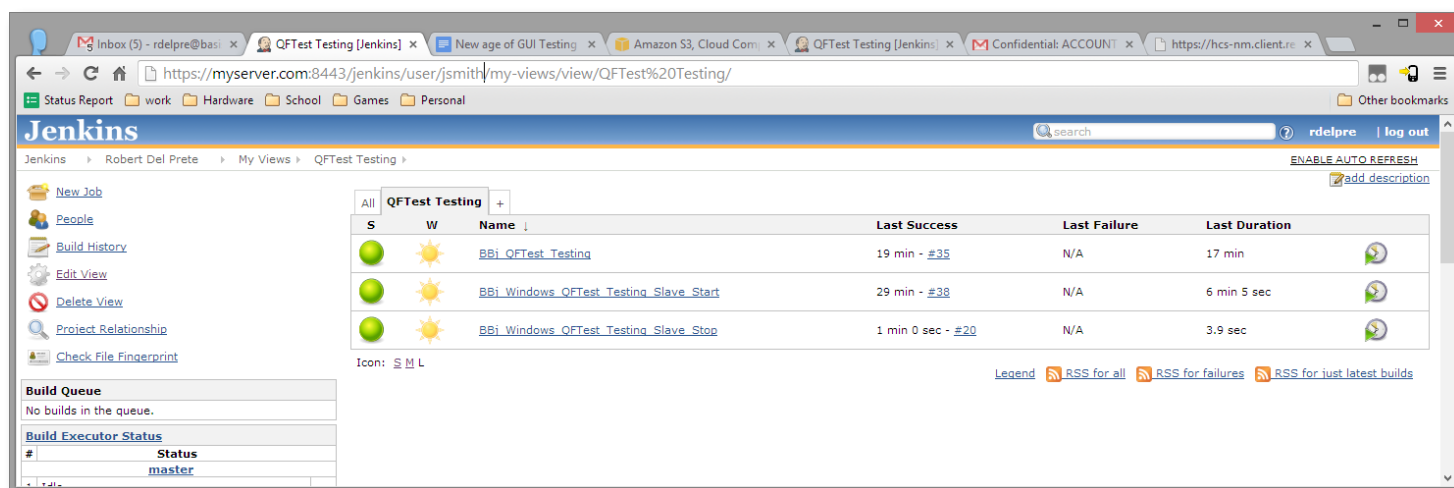 Inbox (5) - rdelpre@basi × QFTest Testing [Jenkins] × New age of GUI Testing × Amazon S3, Cloud Com × QFTest Testing [Jenkins] × Confidential: ACCOUNT × https://hcs-nm.client.re ×
https://myserver.com:8443/jenkins/user/jsmith/my-views/view/QFTest%20Testing/
Status Report work Hardware School Games Personal Other bookmarks
Jenkins search ? rdelpre | log out
Jenkins Robert Del Prete My Views QFTest Testing ENABLE AUTO REFRESH
add description
New Job
People
Build History
Edit View
Delete View
Project Relationship
Check File Fingerprint
All QFTest Testing +
S W Name ↓ Last Success Last Failure Last Duration
BBj_QFTest_Testing 19 min - #35 N/A 17 min
BBj_Windows_QFTest_Testing_Slave_Start 29 min - #38 N/A 6 min 5 sec
BBj_Windows_QFTest_Testing_Slave_Stop 1 min 0 sec - #20 N/A 3.9 sec
Icon: S M L
Legend RSS for all RSS for failures RSS for just latest builds
Build Queue
No builds in the queue.
Build Executor Status
# Status
master